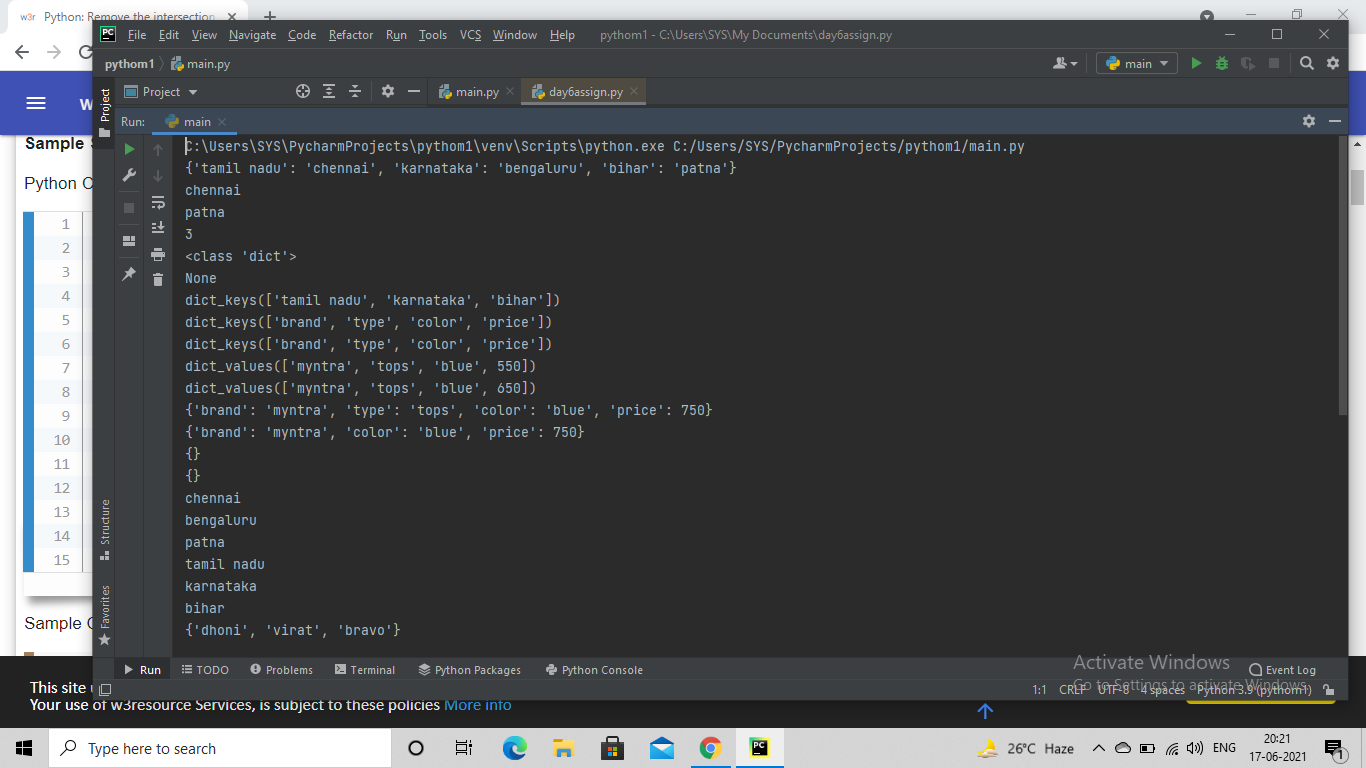 w3r Python: Remove the intersection
PC File Edit View Navigate Code Refactor Run Tools VCS Window Help pythom1 - C:\Users\SYS\My Documents\day6assign.py
pythom1 main.py main
Project main.py day6assign.py
Project
Run: main
Sample
Python C
1
2
3
4
5
6
7
8
9
10
11
12
13
14
15
Sample
C:\Users\SYS\PycharmProjects\pythom1\venv\Scripts\python.exe C:/Users/SYS/PycharmProjects/pythom1/main.py
{'tamil nadu': 'chennai', 'karnataka': 'bengaluru', 'bihar': 'patna'}
chennai
patna
3
<class 'dict'>
None
dict_keys(['tamil nadu', 'karnataka', 'bihar'])
dict_keys(['brand', 'type', 'color', 'price'])
dict_keys(['brand', 'type', 'color', 'price'])
dict_values(['myntra', 'tops', 'blue', 550])
dict_values(['myntra', 'tops', 'blue', 650])
{'brand': 'myntra', 'type': 'tops', 'color': 'blue', 'price': 750}
{'brand': 'myntra', 'color': 'blue', 'price': 750}
{}
{}
chennai
bengaluru
patna
tamil nadu
karnataka
bihar
{'dhoni', 'virat', 'bravo'}
Structure
Favorites
Activate Windows
Go to Settings to activate Windows.
Run TODO Problems Terminal Python Packages Python Console Event Log
1:1 CRLF UTF-8 4 spaces Python 3.9 (pythom1)
This site
Your use of w3resource Services, is subject to these policies More info
Type here to search
PC
26°C Haze ENG 20:21
17-06-2021
1